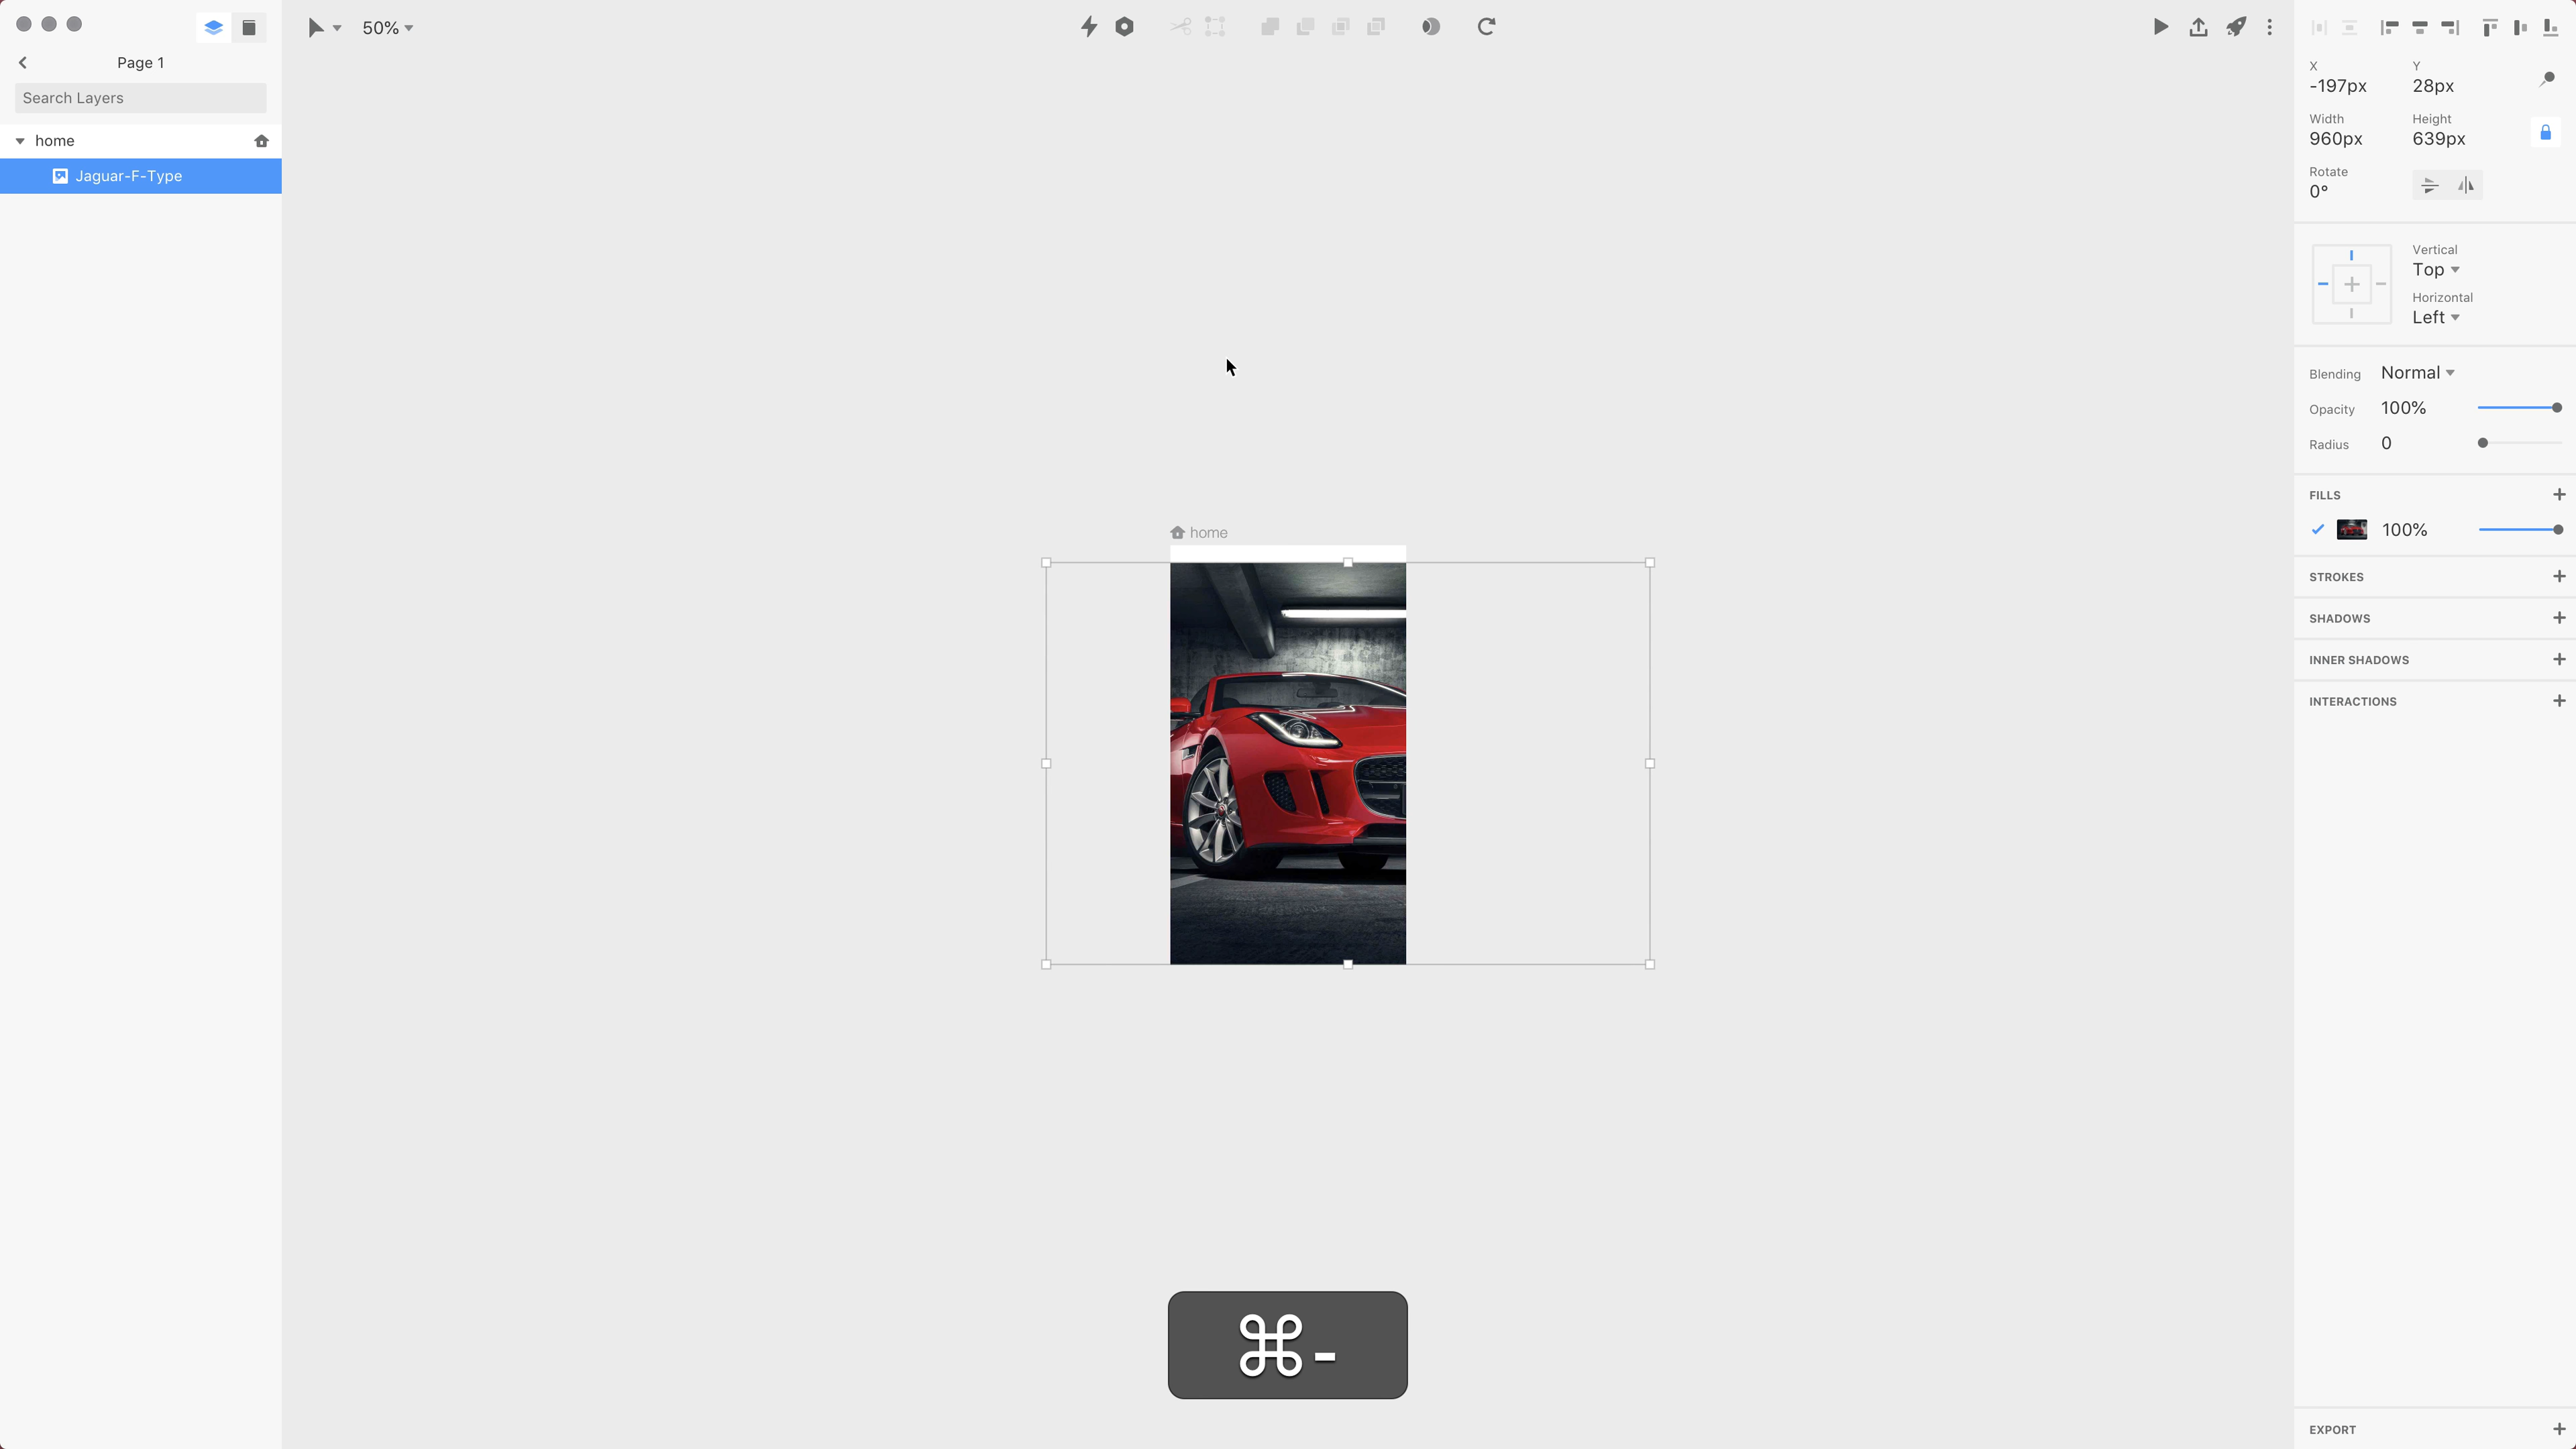 50%
Page 1
Search Layers
home
Jaguar-F-Type
home
⌘-
X
-197px
Y
28px
Width
960px
Height
639px
Rotate
0°
Vertical
Top
Horizontal
Left
Blending
Normal
Opacity
100%
Radius
0
FILLS
100%
STROKES
SHADOWS
INNER SHADOWS
INTERACTIONS
EXPORT